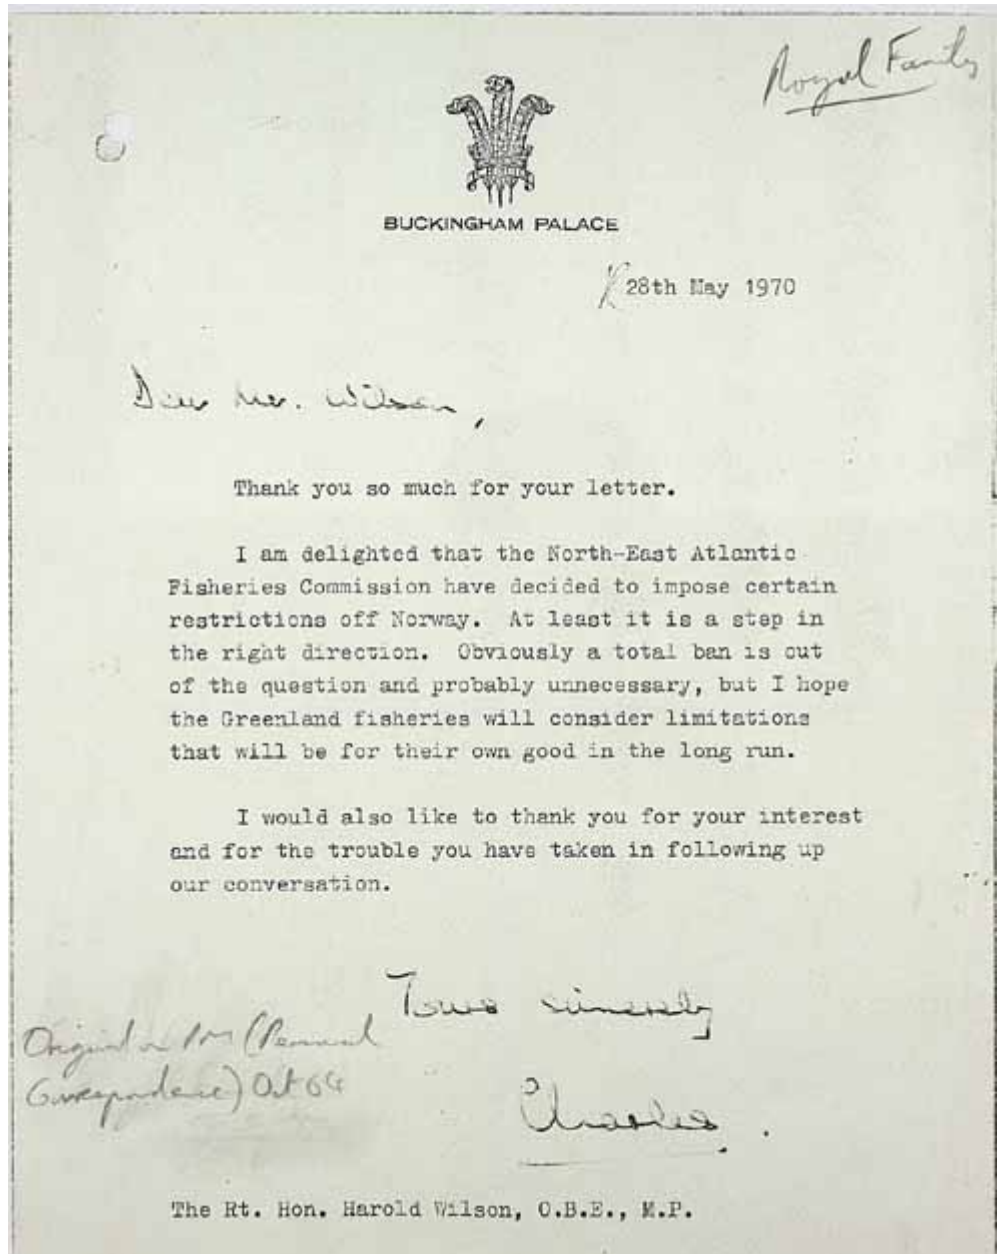 Royal Family
BUCKINGHAM PALACE
28th May 1970
Dear Mr. Wilson,
Thank you so much for your letter.
I am delighted that the North-East Atlantic
Fisheries Commission have decided to impose certain
restrictions off Norway. At least it is a step in
the right direction. Obviously a total ban is out
of the question and probably unnecessary, but I hope
the Greenland fisheries will consider limitations
that will be for their own good in the long run.
I would also like to thank you for your interest
and for the trouble you have taken in following up
our conversation.
Yours sincerely
Original on PM (Personal
Correspondence) Oct 64
Charles.
The Rt. Hon. Harold Wilson, O.B.E., M.P.